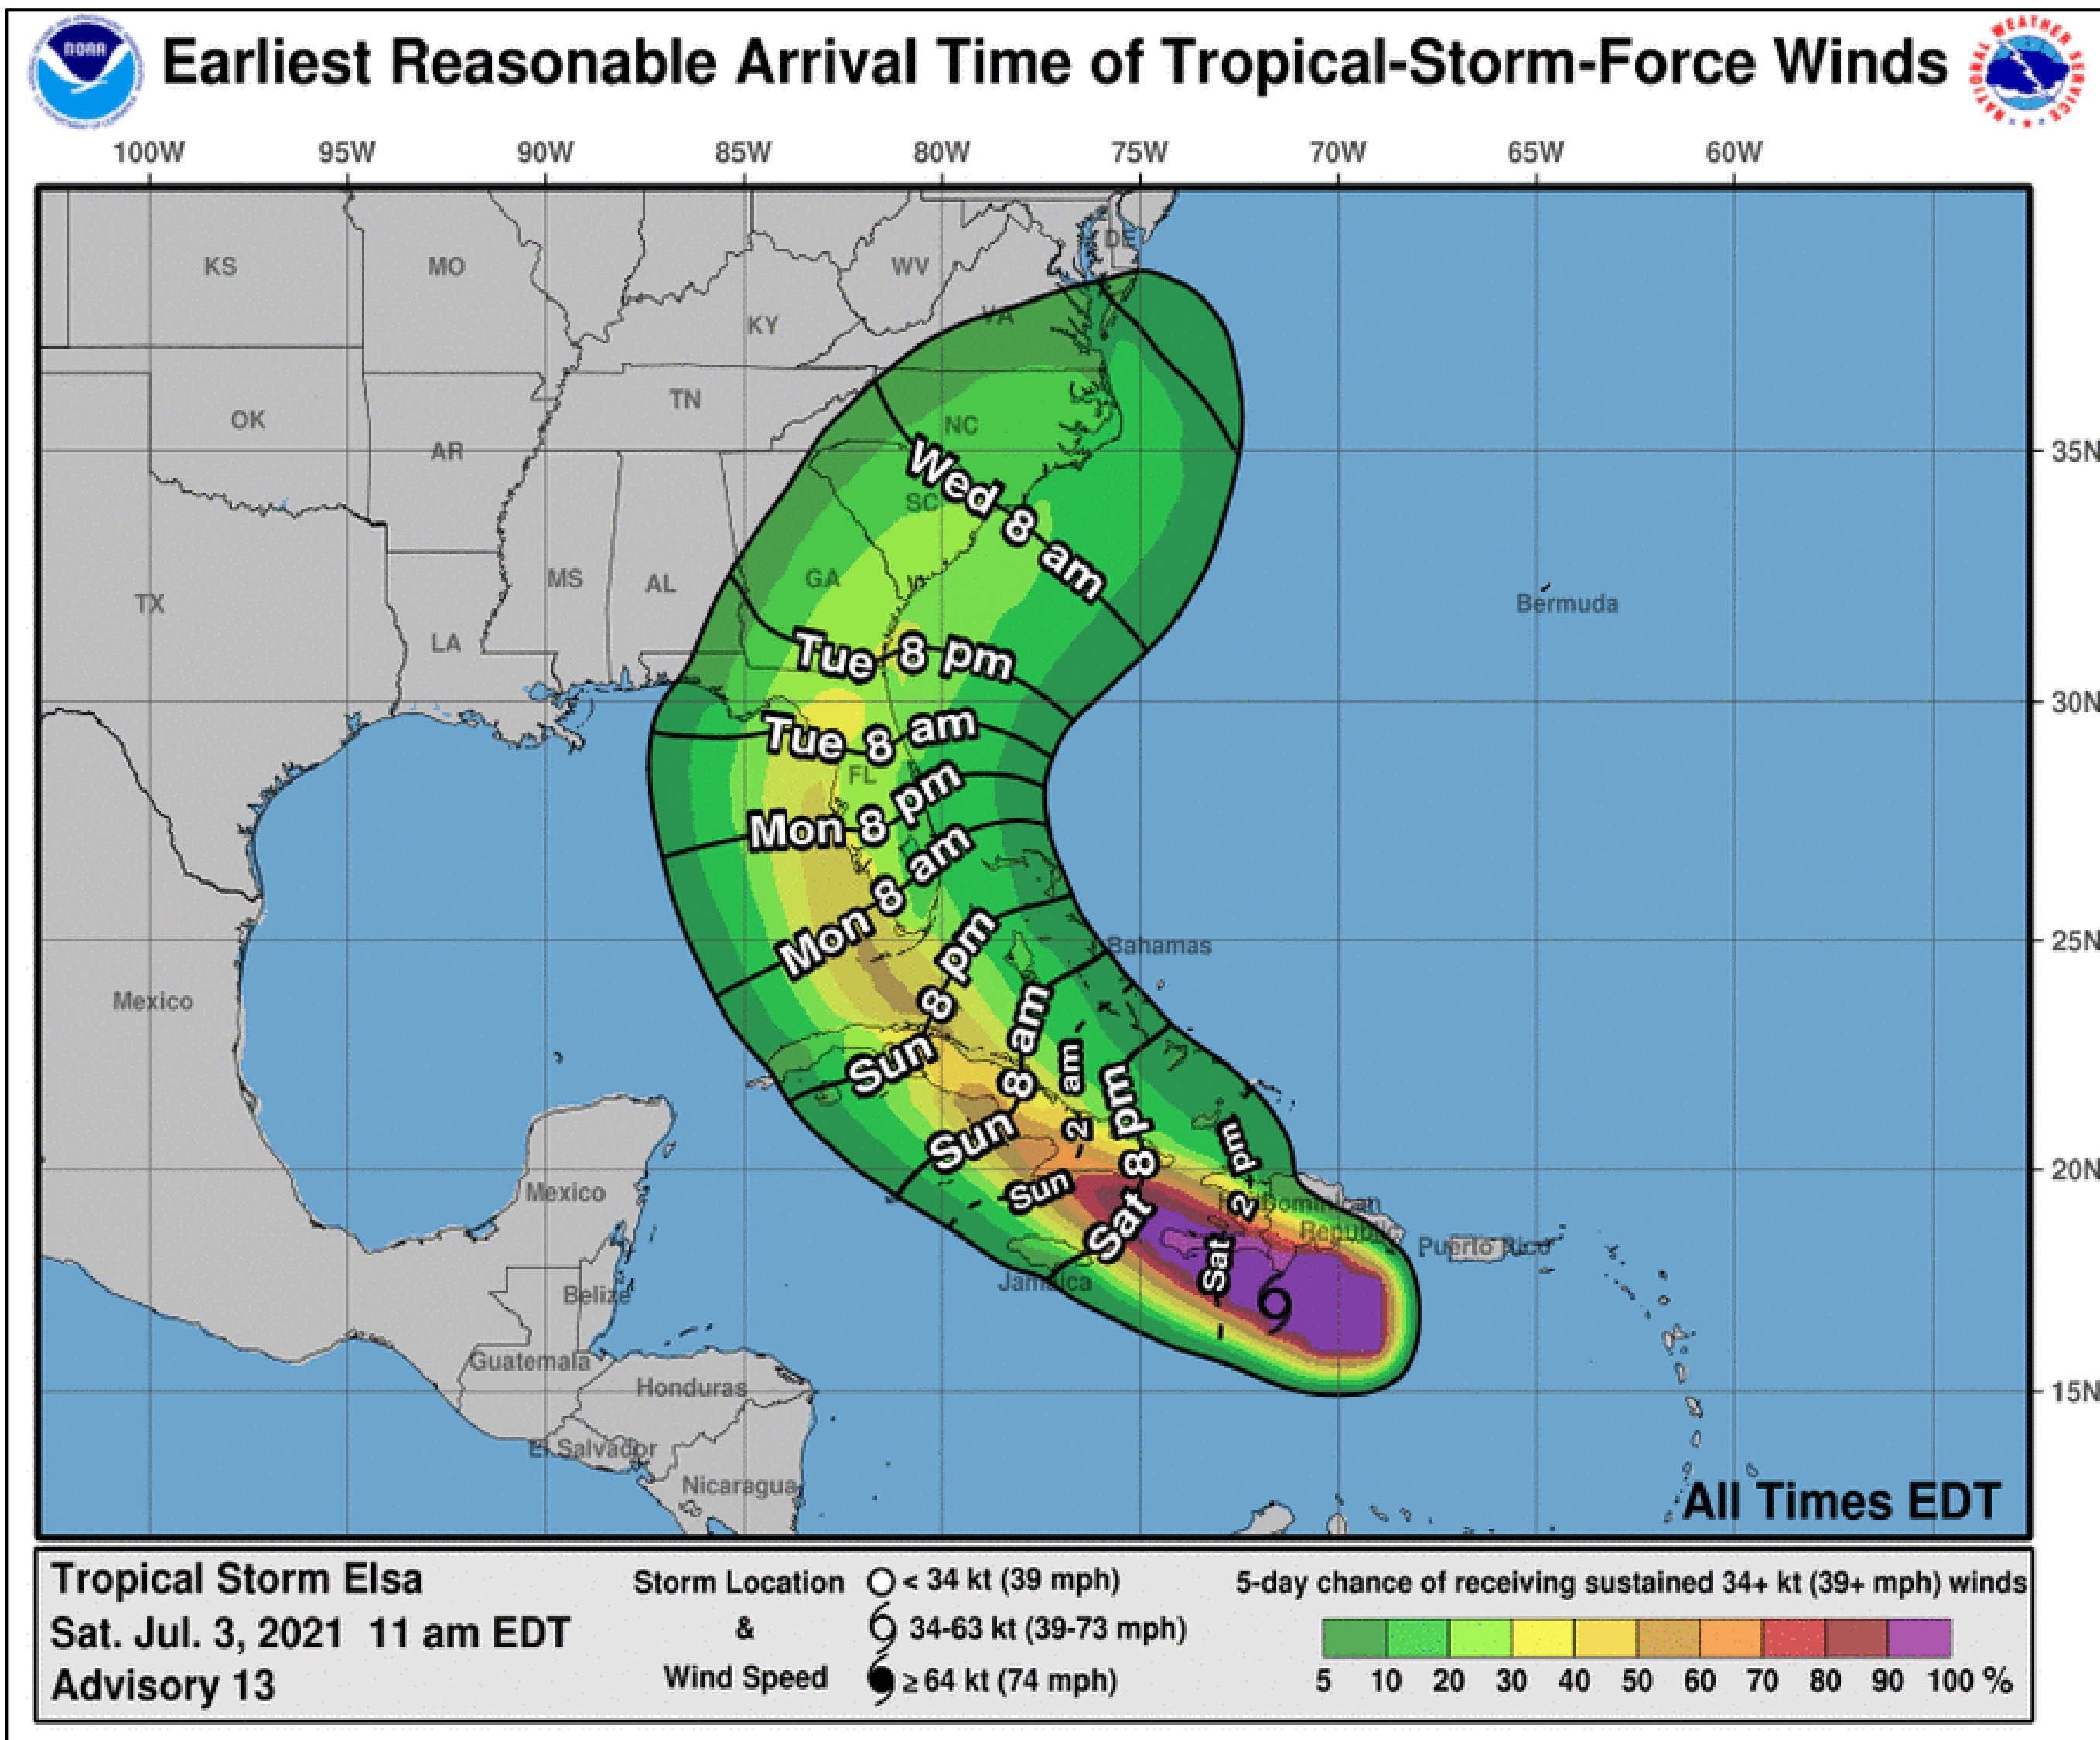 NOAA
Earliest Reasonable Arrival Time of Tropical-Storm-Force Winds
NATIONAL WEATHER SERVICE
100W 95W 90W 85W 80W 75W 70W 65W 60W
DE
KS MO WV
VA
KY
TN
OK NC
AR
35N
Wed 8 am
SC
MS AL GA
TX Bermuda
LA
Tue 8 pm
30N
Tue 8 am
FL
Mon 8 pm
Mon 8 am
25N
Bahamas
Mexico
Sun 8 pm
Sun 8 am
Sun 2 am
Sat 8 pm
Sat 2 pm
20N
Mexico
Dominican
Republic
Puerto Rico
Jamaica
Belize
Guatemala
Honduras
15N
El Salvador
Nicaragua
All Times EDT
Tropical Storm Elsa
Sat. Jul. 3, 2021 11 am EDT
Advisory 13
Storm Location
&
Wind Speed
< 34 kt (39 mph)
34-63 kt (39-73 mph)
≥ 64 kt (74 mph)
5-day chance of receiving sustained 34+ kt (39+ mph) winds
5 10 20 30 40 50 60 70 80 90 100 %